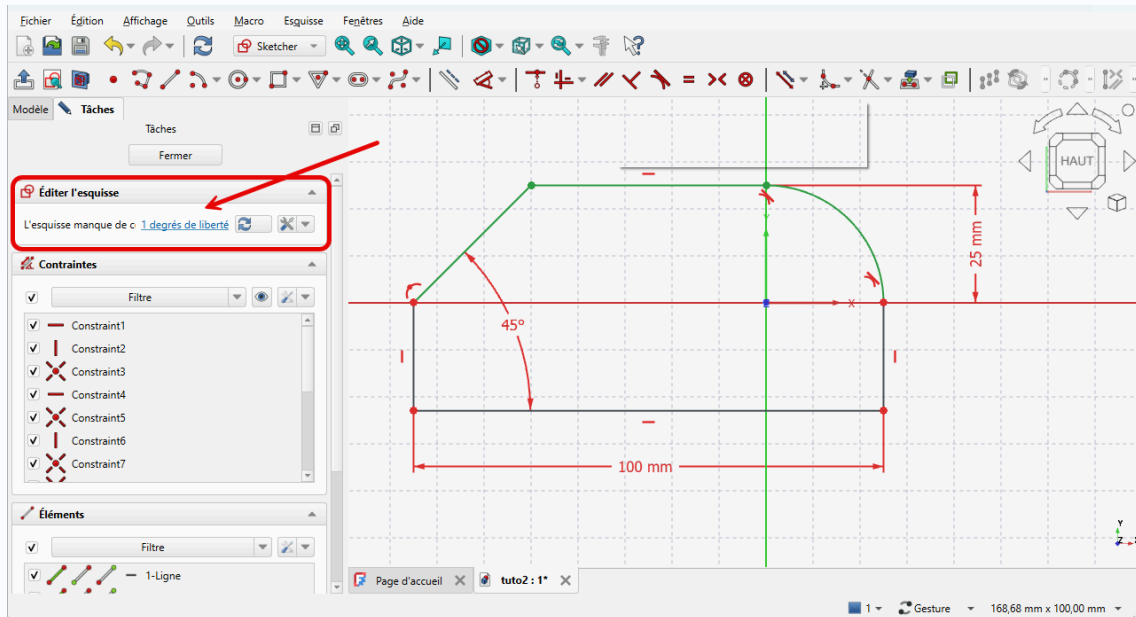 Fichier Édition Affichage Outils Macro Esquisse Fenêtres Aide
Sketcher
Modèle Tâches
Tâches
Fermer
Éditer l'esquisse
L'esquisse manque de c 1 degrés de liberté
Contraintes
Filtre
Constraint1
Constraint2
Constraint3
Constraint4
Constraint5
Constraint6
Constraint7
Éléments
Filtre
1-Ligne
HAUT
25 mm
Y
X
45°
100 mm
Y
Z
Page d'accueil tuto2 : 1*
1 Gesture 168,68 mm x 100,00 mm